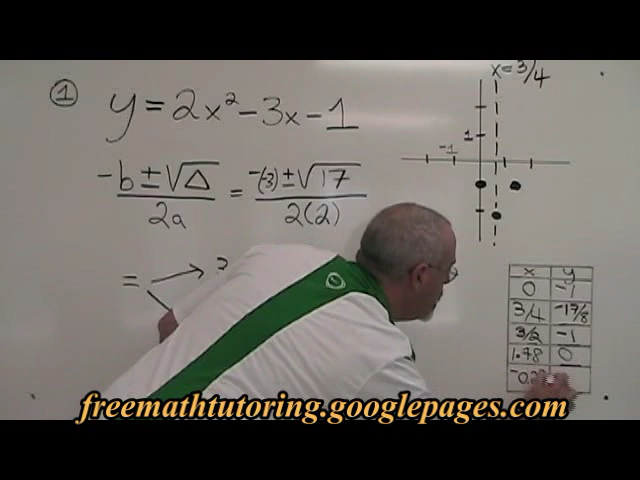 1
y = 2x² - 3x - 1
-b ± √Δ / 2a = -(-3) ± √17 / 2(2)
=
x = 3/4
1
-1
x y
0 -1
3/4 -17/8
3/2 -1
1.78 0
freemathtutoring.googlepages.com